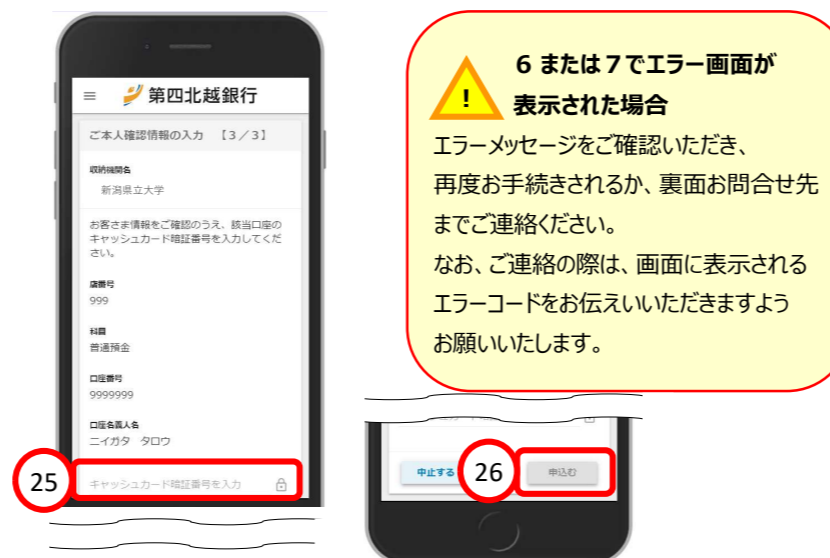 第四北越銀行
ご本人確認情報の入力 【3/3】
収納機関名
新潟県立大学
お客さま情報をご確認のうえ、該当口座の
キャッシュカード暗証番号を入力してくだ
さい。
店番号
999
科目
普通預金
口座番号
9999999
口座名義人名
ニイガタ タロウ
25
キャッシュカード暗証番号を入力
!
6 または7でエラー画面が
表示された場合
エラーメッセージをご確認いただき、
再度お手続きされるか、裏面お問合せ先
までご連絡ください。
なお、ご連絡の際は、画面に表示される
エラーコードをお伝えいいただきますよう
お願いいたします。
中止する
26
申込む